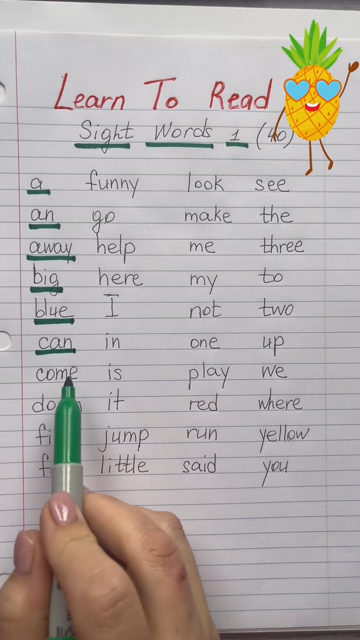 Learn To Read
Sight Words 1 (40)
a funny look see
an go make the
away help me three
big here my to
blue I not two
can in one up
come is play we
it red where
jump run yellow
little said you